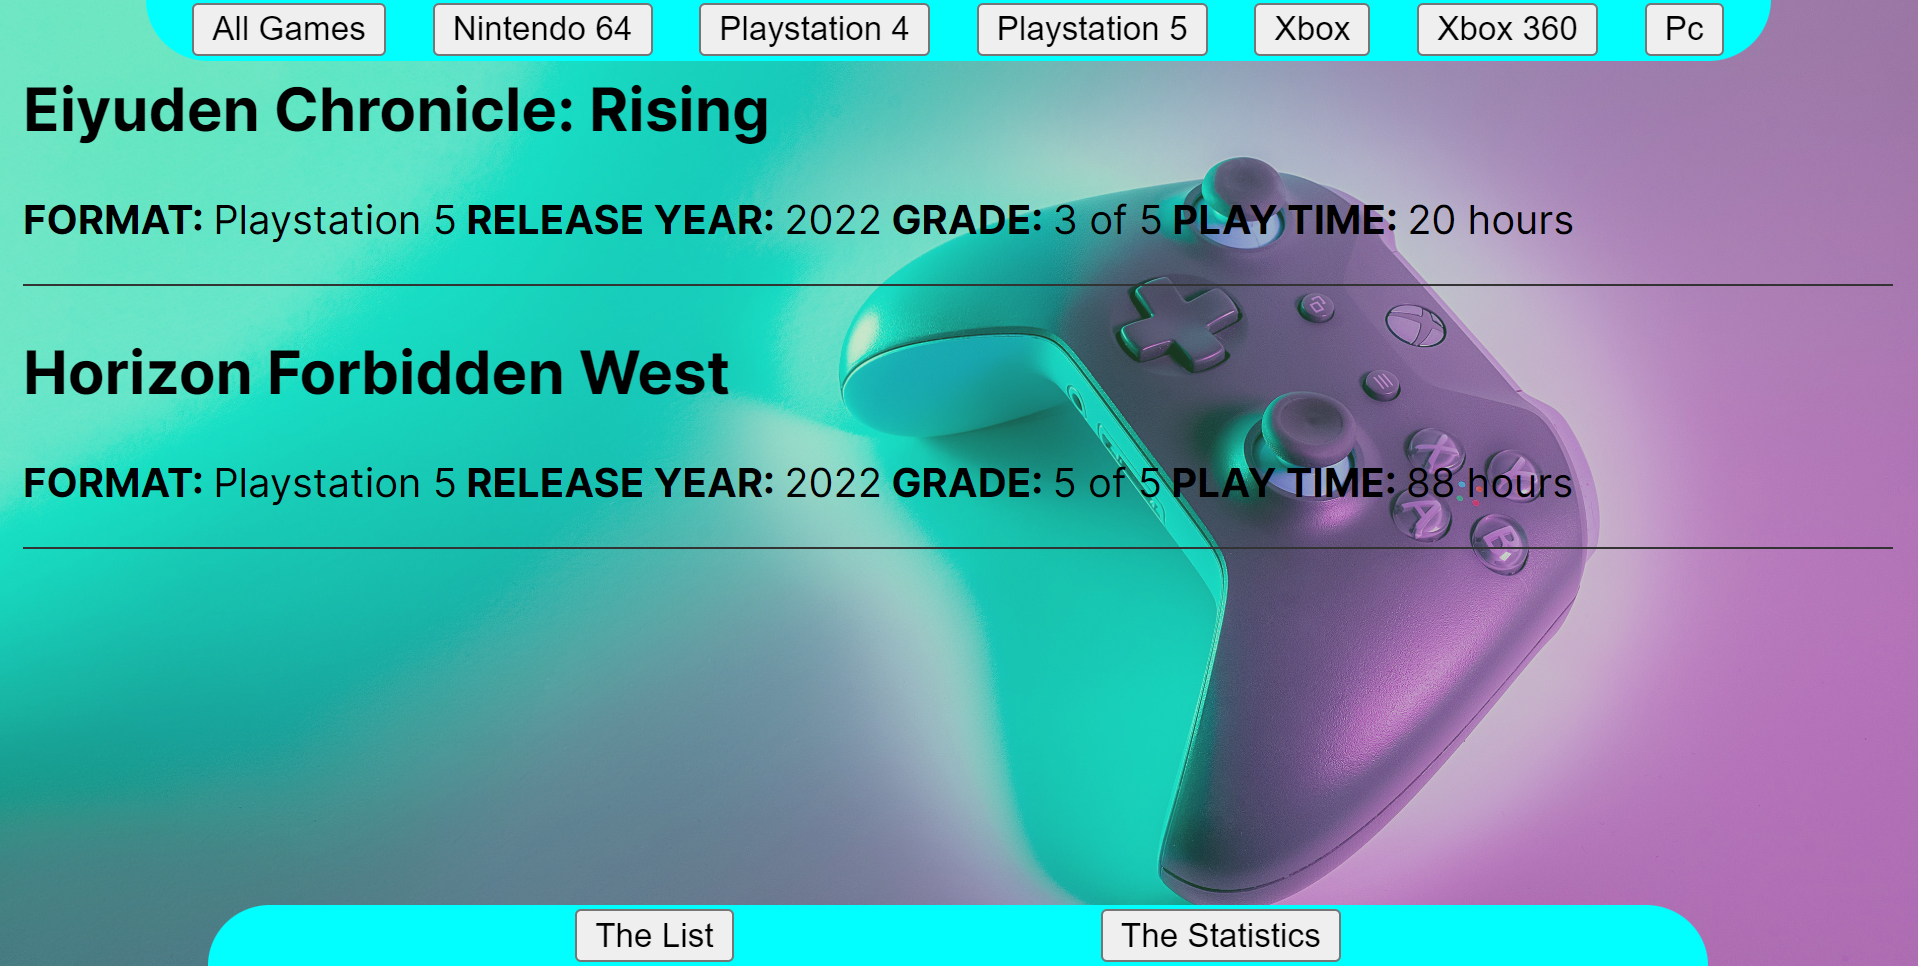 All Games Nintendo 64 Playstation 4 Playstation 5 Xbox Xbox 360 Pc
Eiyuden Chronicle: Rising
FORMAT: Playstation 5 RELEASE YEAR: 2022 GRADE: 3 of 5 PLAY TIME: 20 hours
Horizon Forbidden West
FORMAT: Playstation 5 RELEASE YEAR: 2022 GRADE: 5 of 5 PLAY TIME: 88 hours
X Y
A
B
The List The Statistics